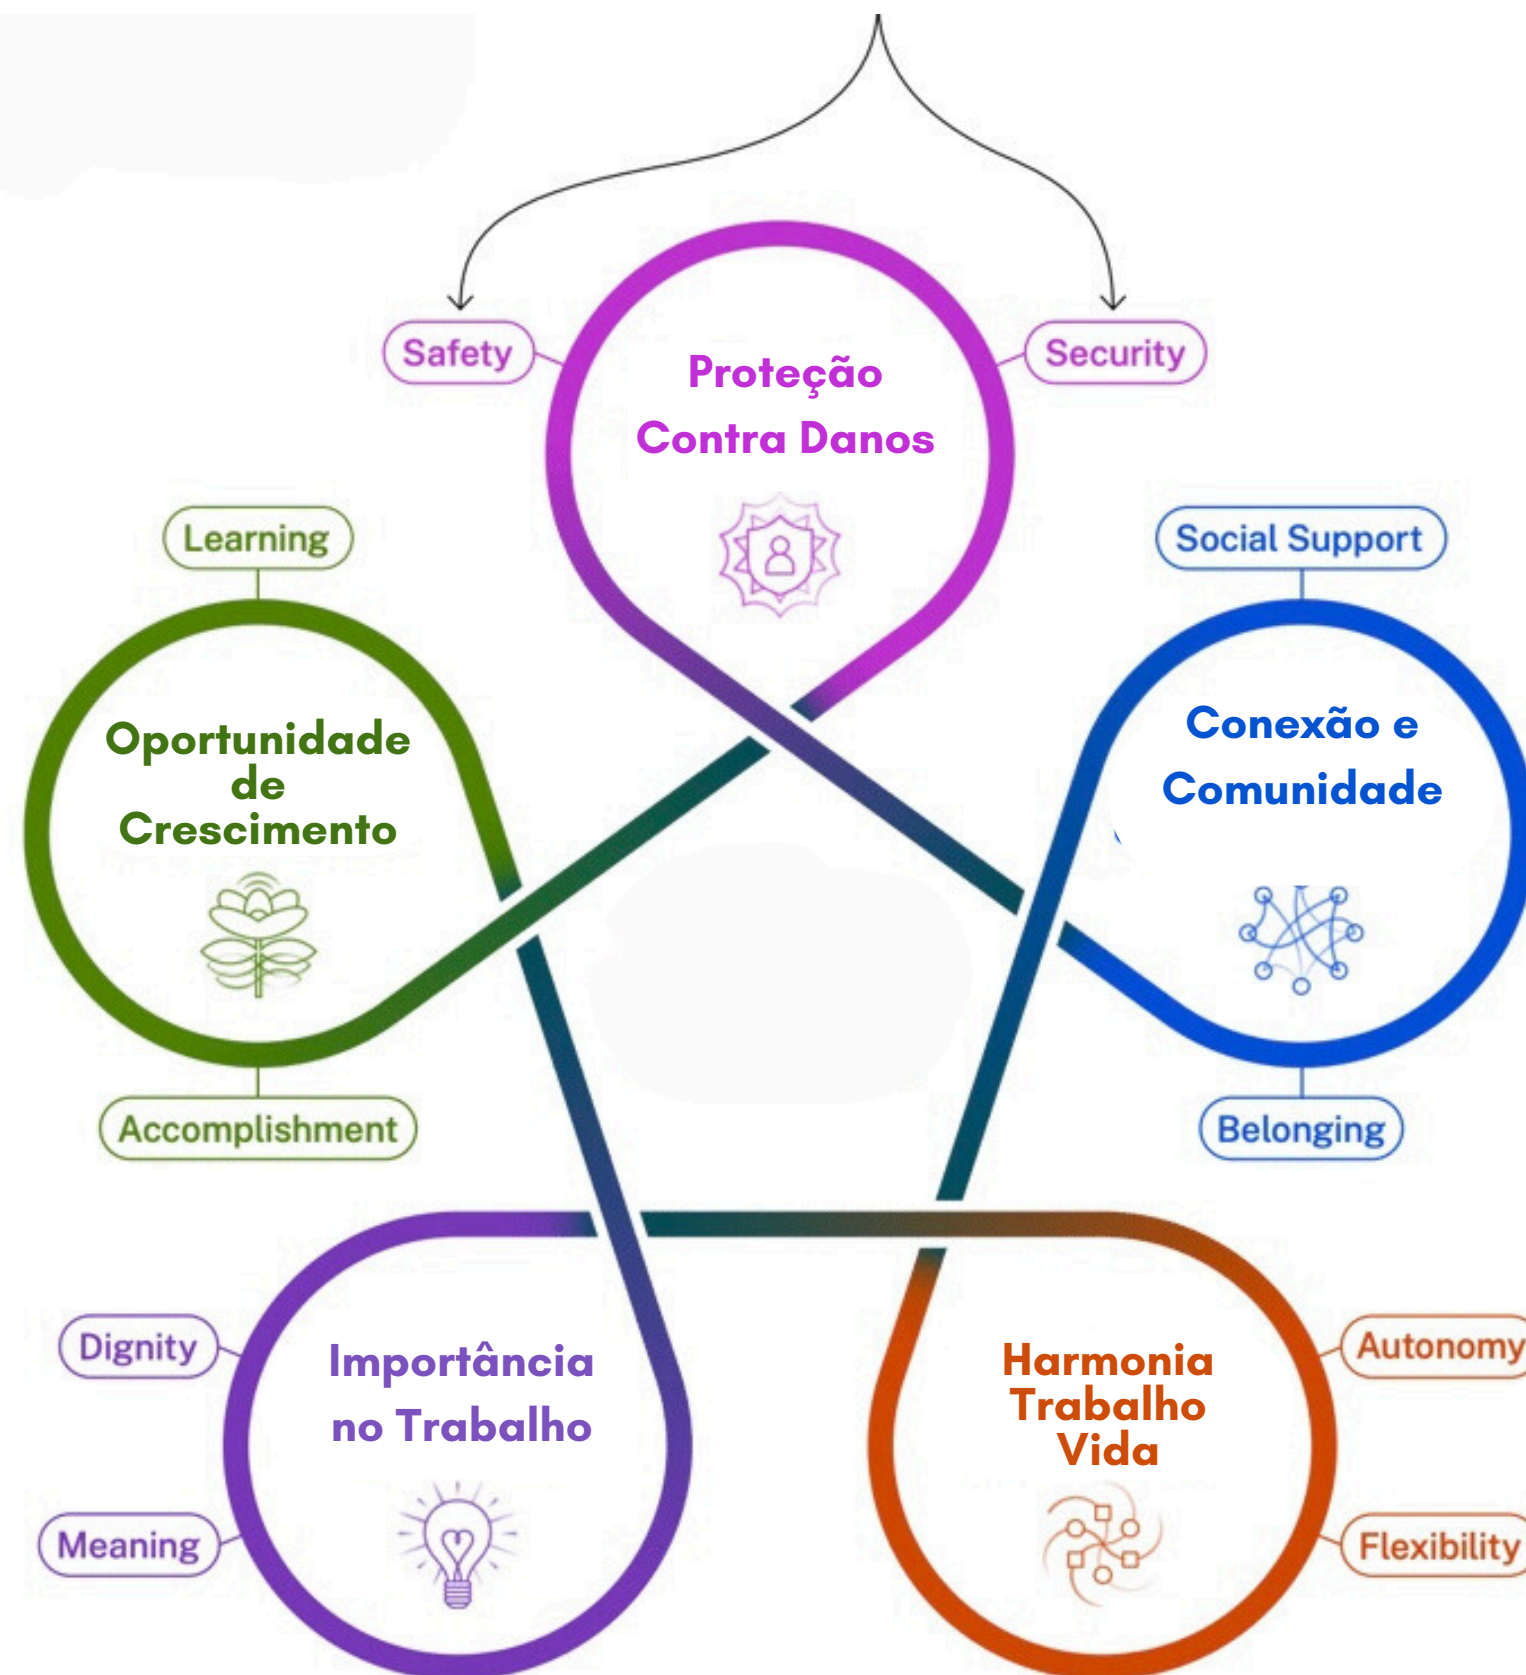 Safety
Proteção
Contra Danos
Security
Learning
Oportunidade
de
Crescimento
Accomplishment
Social Support
Conexão e
Comunidade
Belonging
Dignity
Importância
no Trabalho
Meaning
Harmonia
Trabalho
Vida
Autonomy
Flexibility